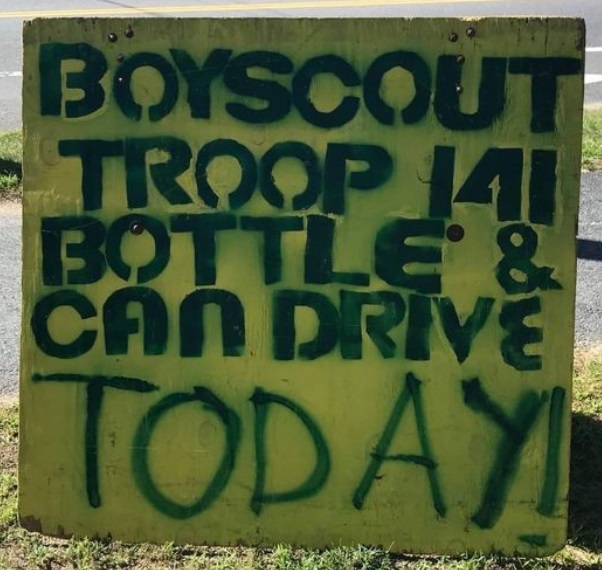 BOYSCOUT
TROOP 141
BOTTLE &
CAN DRIVE
TODAY!